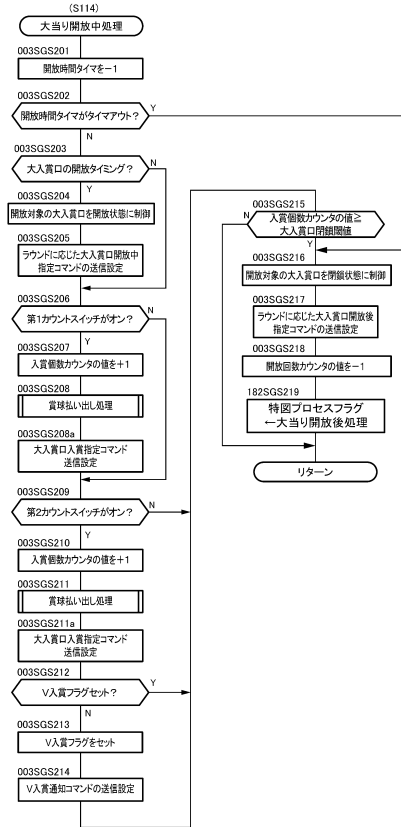 (S114)
大当り開放中処理
003SGS201
開放時間タイマを−1
003SGS202
開放時間タイマがタイムアウト?
Y
N
003SGS203
大入賞口の開放タイミング?
N
Y
003SGS204
開放対象の大入賞口を開放状態に制御
003SGS205
ラウンドに応じた大入賞口開放中
指定コマンドの送信設定
003SGS206
第1カウントスイッチがオン?
N
Y
003SGS207
入賞個数カウンタの値を+1
003SGS208
賞球払い出し処理
003SGS208a
大入賞口入賞指定コマンド
送信設定
003SGS209
第2カウントスイッチがオン?
N
Y
003SGS210
入賞個数カウンタの値を+1
003SGS211
賞球払い出し処理
003SGS211a
大入賞口入賞指定コマンド
送信設定
003SGS212
V入賞フラグセット?
Y
N
003SGS213
V入賞フラグをセット
003SGS214
V入賞通知コマンドの送信設定
003SGS215
N
入賞個数カウンタの値≧
大入賞口閉鎖閾値
Y
003SGS216
開放対象の大入賞口を閉鎖状態に制御
003SGS217
ラウンドに応じた大入賞口開放後
指定コマンドの送信設定
003SGS218
開放回数カウンタの値を−1
182SGS219
特図プロセスフラグ
←大当り開放後処理
リターン